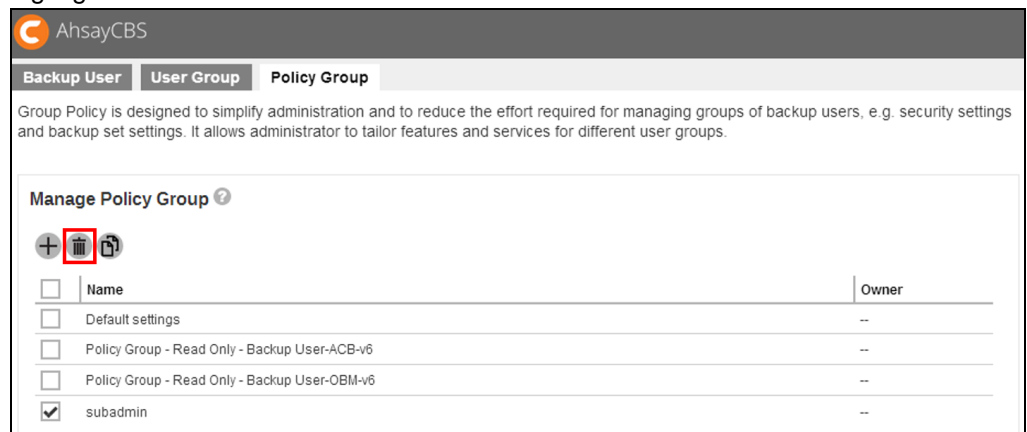 AhsayCBS
Backup User User Group Policy Group
Group Policy is designed to simplify administration and to reduce the effort required for managing groups of backup users, e.g. security settings
and backup set settings. It allows administrator to tailor features and services for different user groups.
Manage Policy Group ?
Name Owner
Default settings --
Policy Group - Read Only - Backup User-ACB-v6 --
Policy Group - Read Only - Backup User-OBM-v6 --
subadmin --